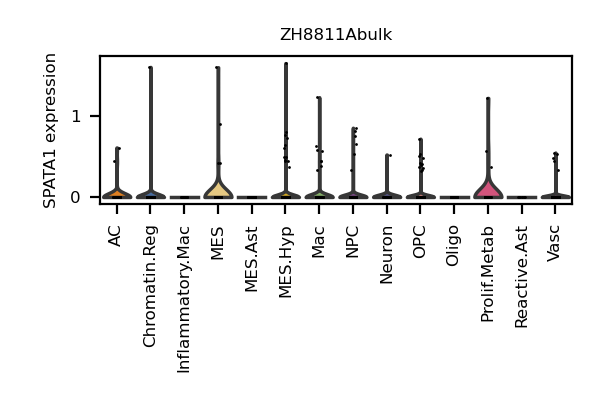 ZH8811Abulk
SPATA1 expression
1
0
AC
Chromatin.Reg
Inflammatory.Mac
MES
MES.Ast
MES.Hyp
Mac
NPC
Neuron
OPC
Oligo
Prolif.Metab
Reactive.Ast
Vasc